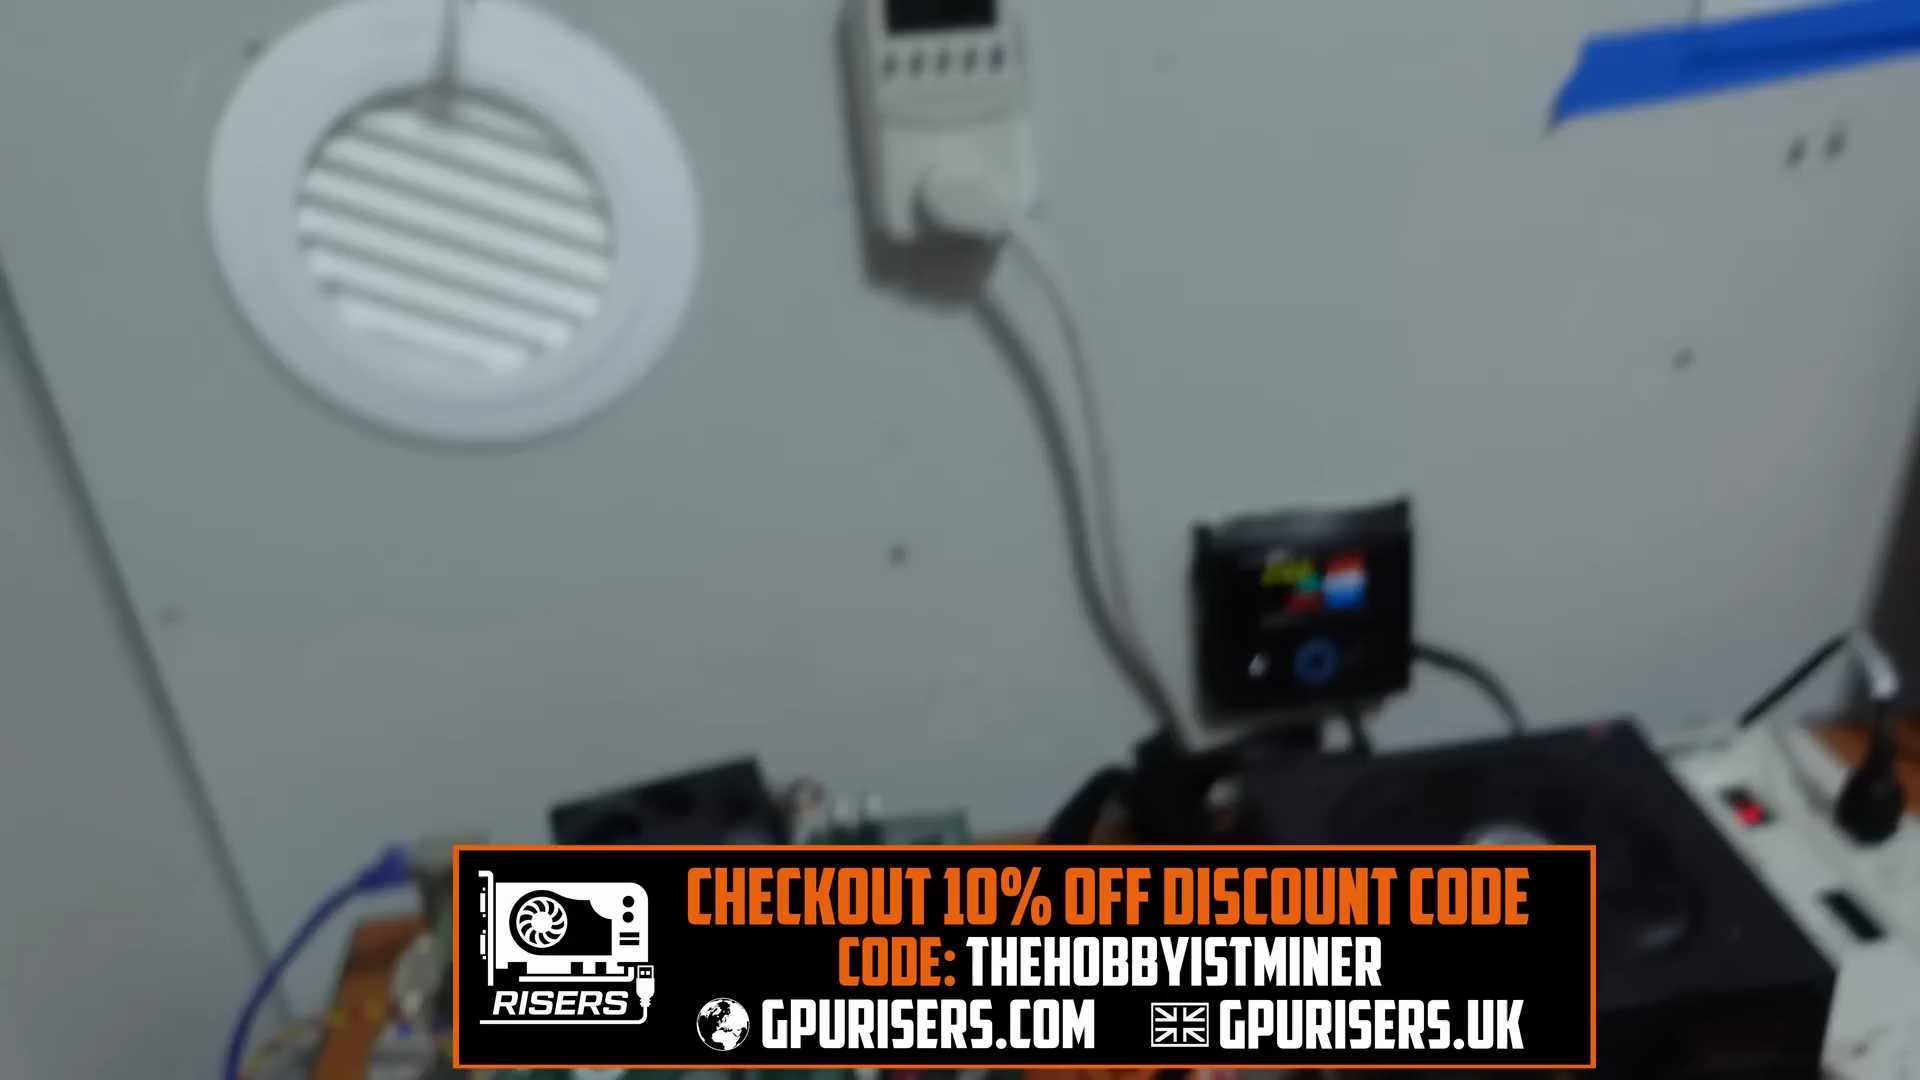 CHECKOUT 10% OFF DISCOUNT CODE
CODE: THEHOBBYISTMINER
RISERS
GPURISERS.COM
GPURISERS.UK